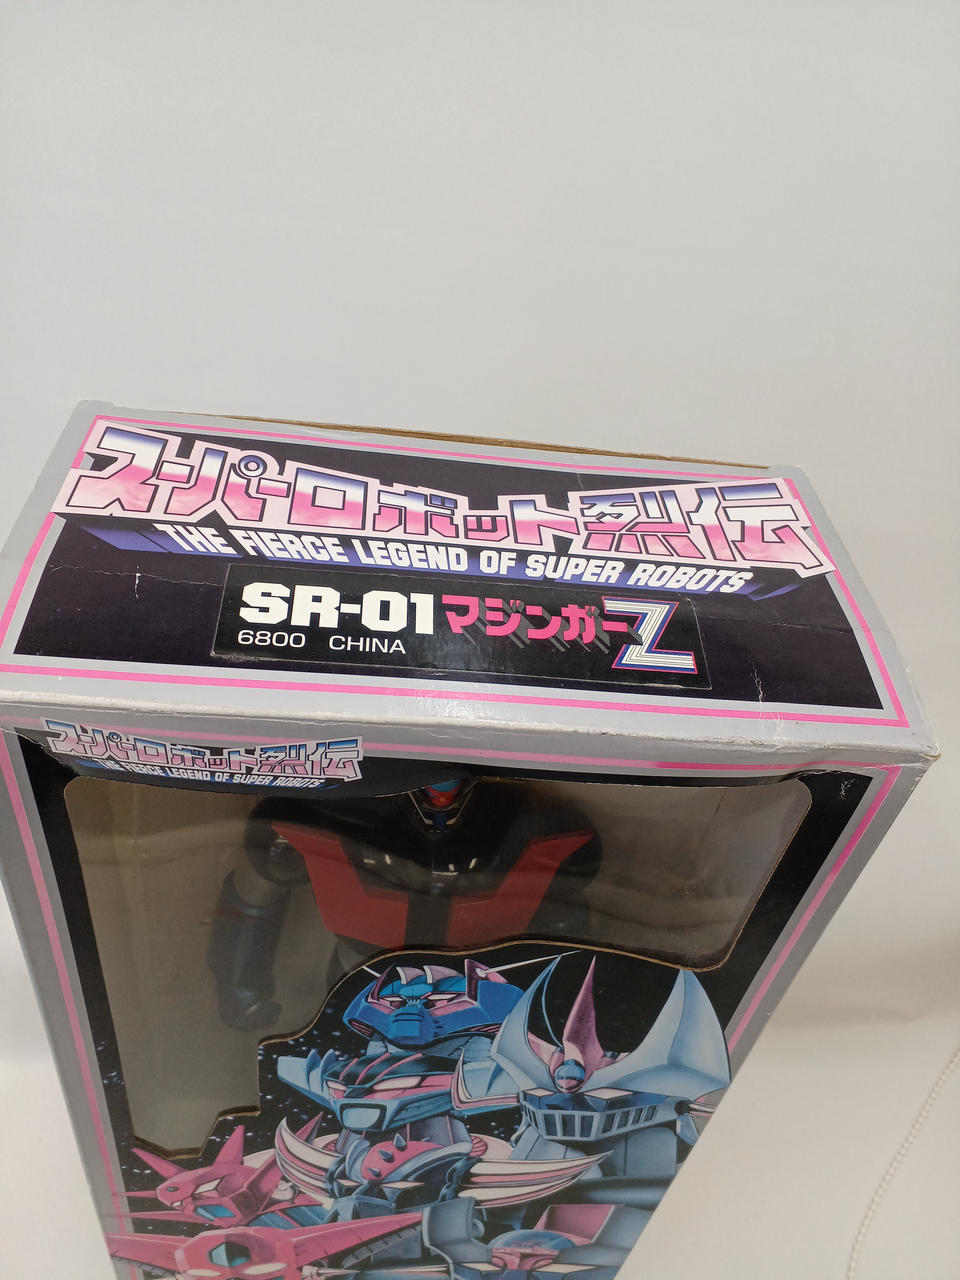 スーパーロボット烈伝
THE FIERCE LEGEND OF SUPER ROBOTS
SR-01 マジンガーZ
6800 CHINA
スーパーロボット烈伝
THE FIERCE LEGEND OF SUPER ROBOTS